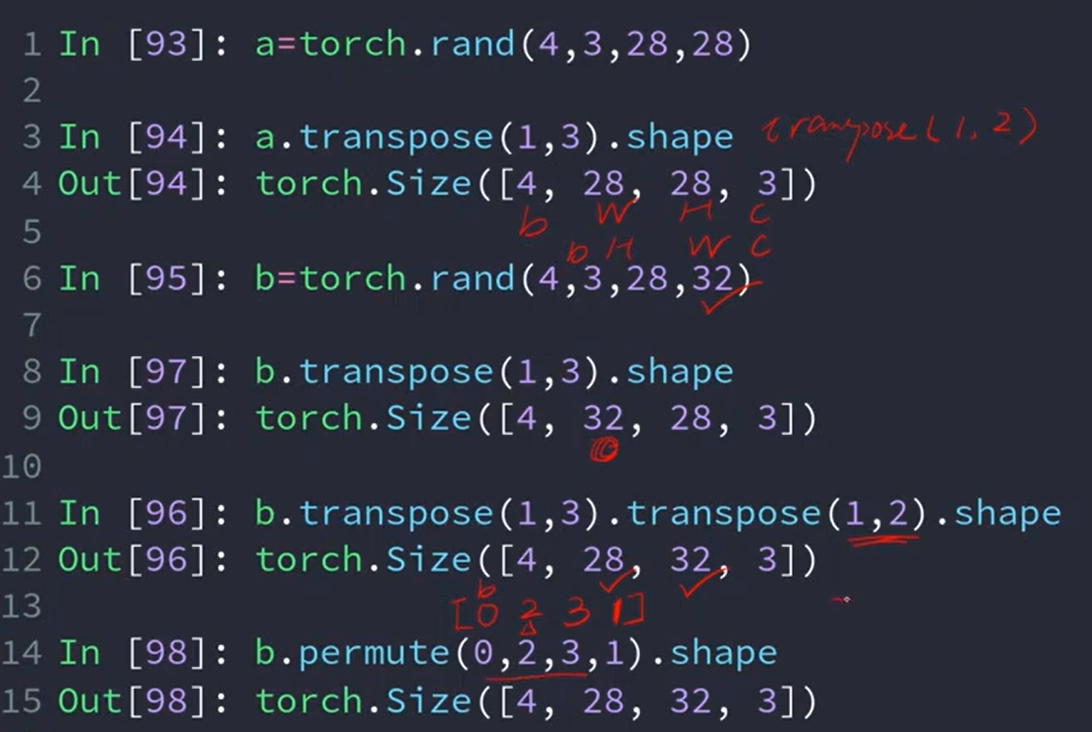 1 In [93]: a=torch.rand(4,3,28,28)
2
3 In [94]: a.transpose(1,3).shape transpose(1,2)
4 Out[94]: torch.Size([4, 28, 28, 3])
b W H C
5
b H W C
6 In [95]: b=torch.rand(4,3,28,32)
7
8 In [97]: b.transpose(1,3).shape
9 Out[97]: torch.Size([4, 32, 28, 3])
10
11 In [96]: b.transpose(1,3).transpose(1,2).shape
12 Out[96]: torch.Size([4, 28, 32, 3])
b
13 [0 2 3 1]
14 In [98]: b.permute(0,2,3,1).shape
15 Out[98]: torch.Size([4, 28, 32, 3])